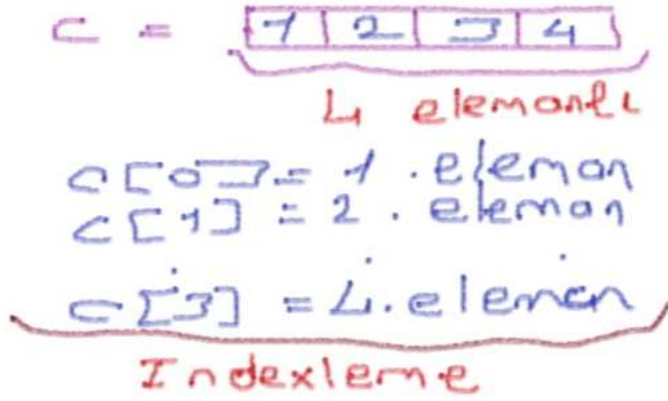 c = 1 2 3 4
4 elemanlı
c[0] = 1 . eleman
c[1] = 2 . eleman
c[3] = 4. eleman
Indexleme